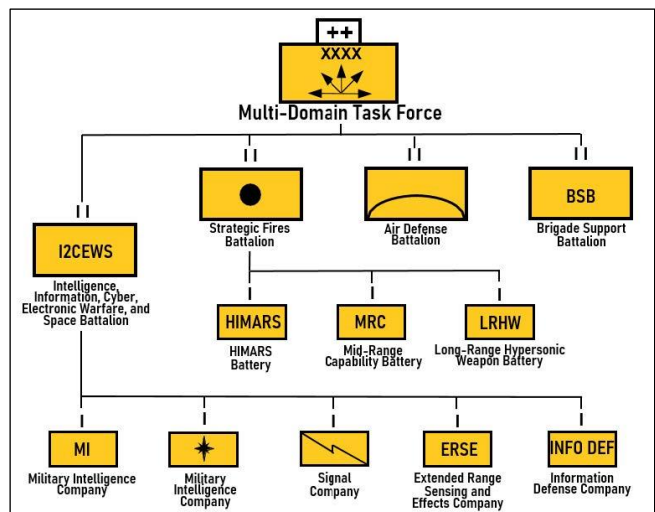 ++
XXXX
Multi-Domain Task Force
II
II
II
II
I2CEWS
Intelligence,
Information, Cyber,
Electronic Warfare, and
Space Battalion
Strategic Fires
Battalion
Air Defense
Battalion
BSB
Brigade Support
Battalion
I
I
I
HIMARS
HIMARS
Battery
MRC
Mid-Range
Capability Battery
LRHW
Long-Range Hypersonic
Weapon Battery
I
I
I
I
I
MI
Military Intelligence
Company
Military
Intelligence
Company
Signal
Company
ERSE
Extended Range
Sensing and
Effects Company
INFO DEF
Information
Defense Company